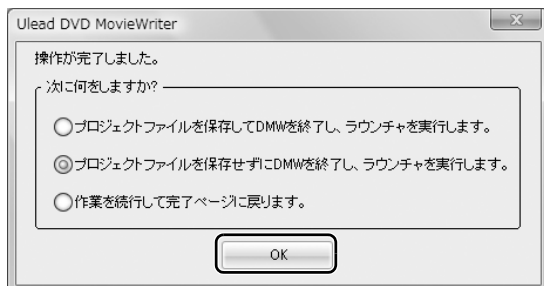 Ulead DVD MovieWriter
操作が完了しました。
次に何をしますか?
プロジェクトファイルを保存してDMWを終了し、ラウンチャを実行します。
プロジェクトファイルを保存せずにDMWを終了し、ラウンチャを実行します。
作業を続行して完了ページに戻ります。
OK